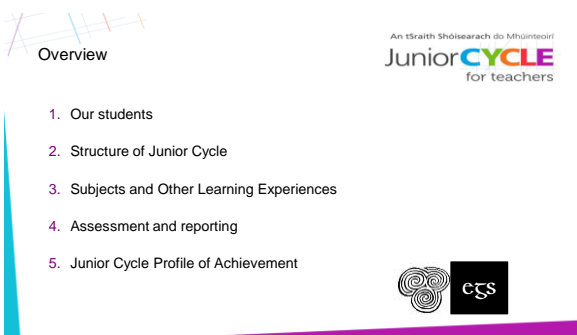 An tSraith Shóisearach do Mhúinteoirí
Overview
JuniorCYCLE
for teachers
1. Our students
2. Structure of Junior Cycle
3. Subjects and Other Learning Experiences
4. Assessment and reporting
5. Junior Cycle Profile of Achievement
egs